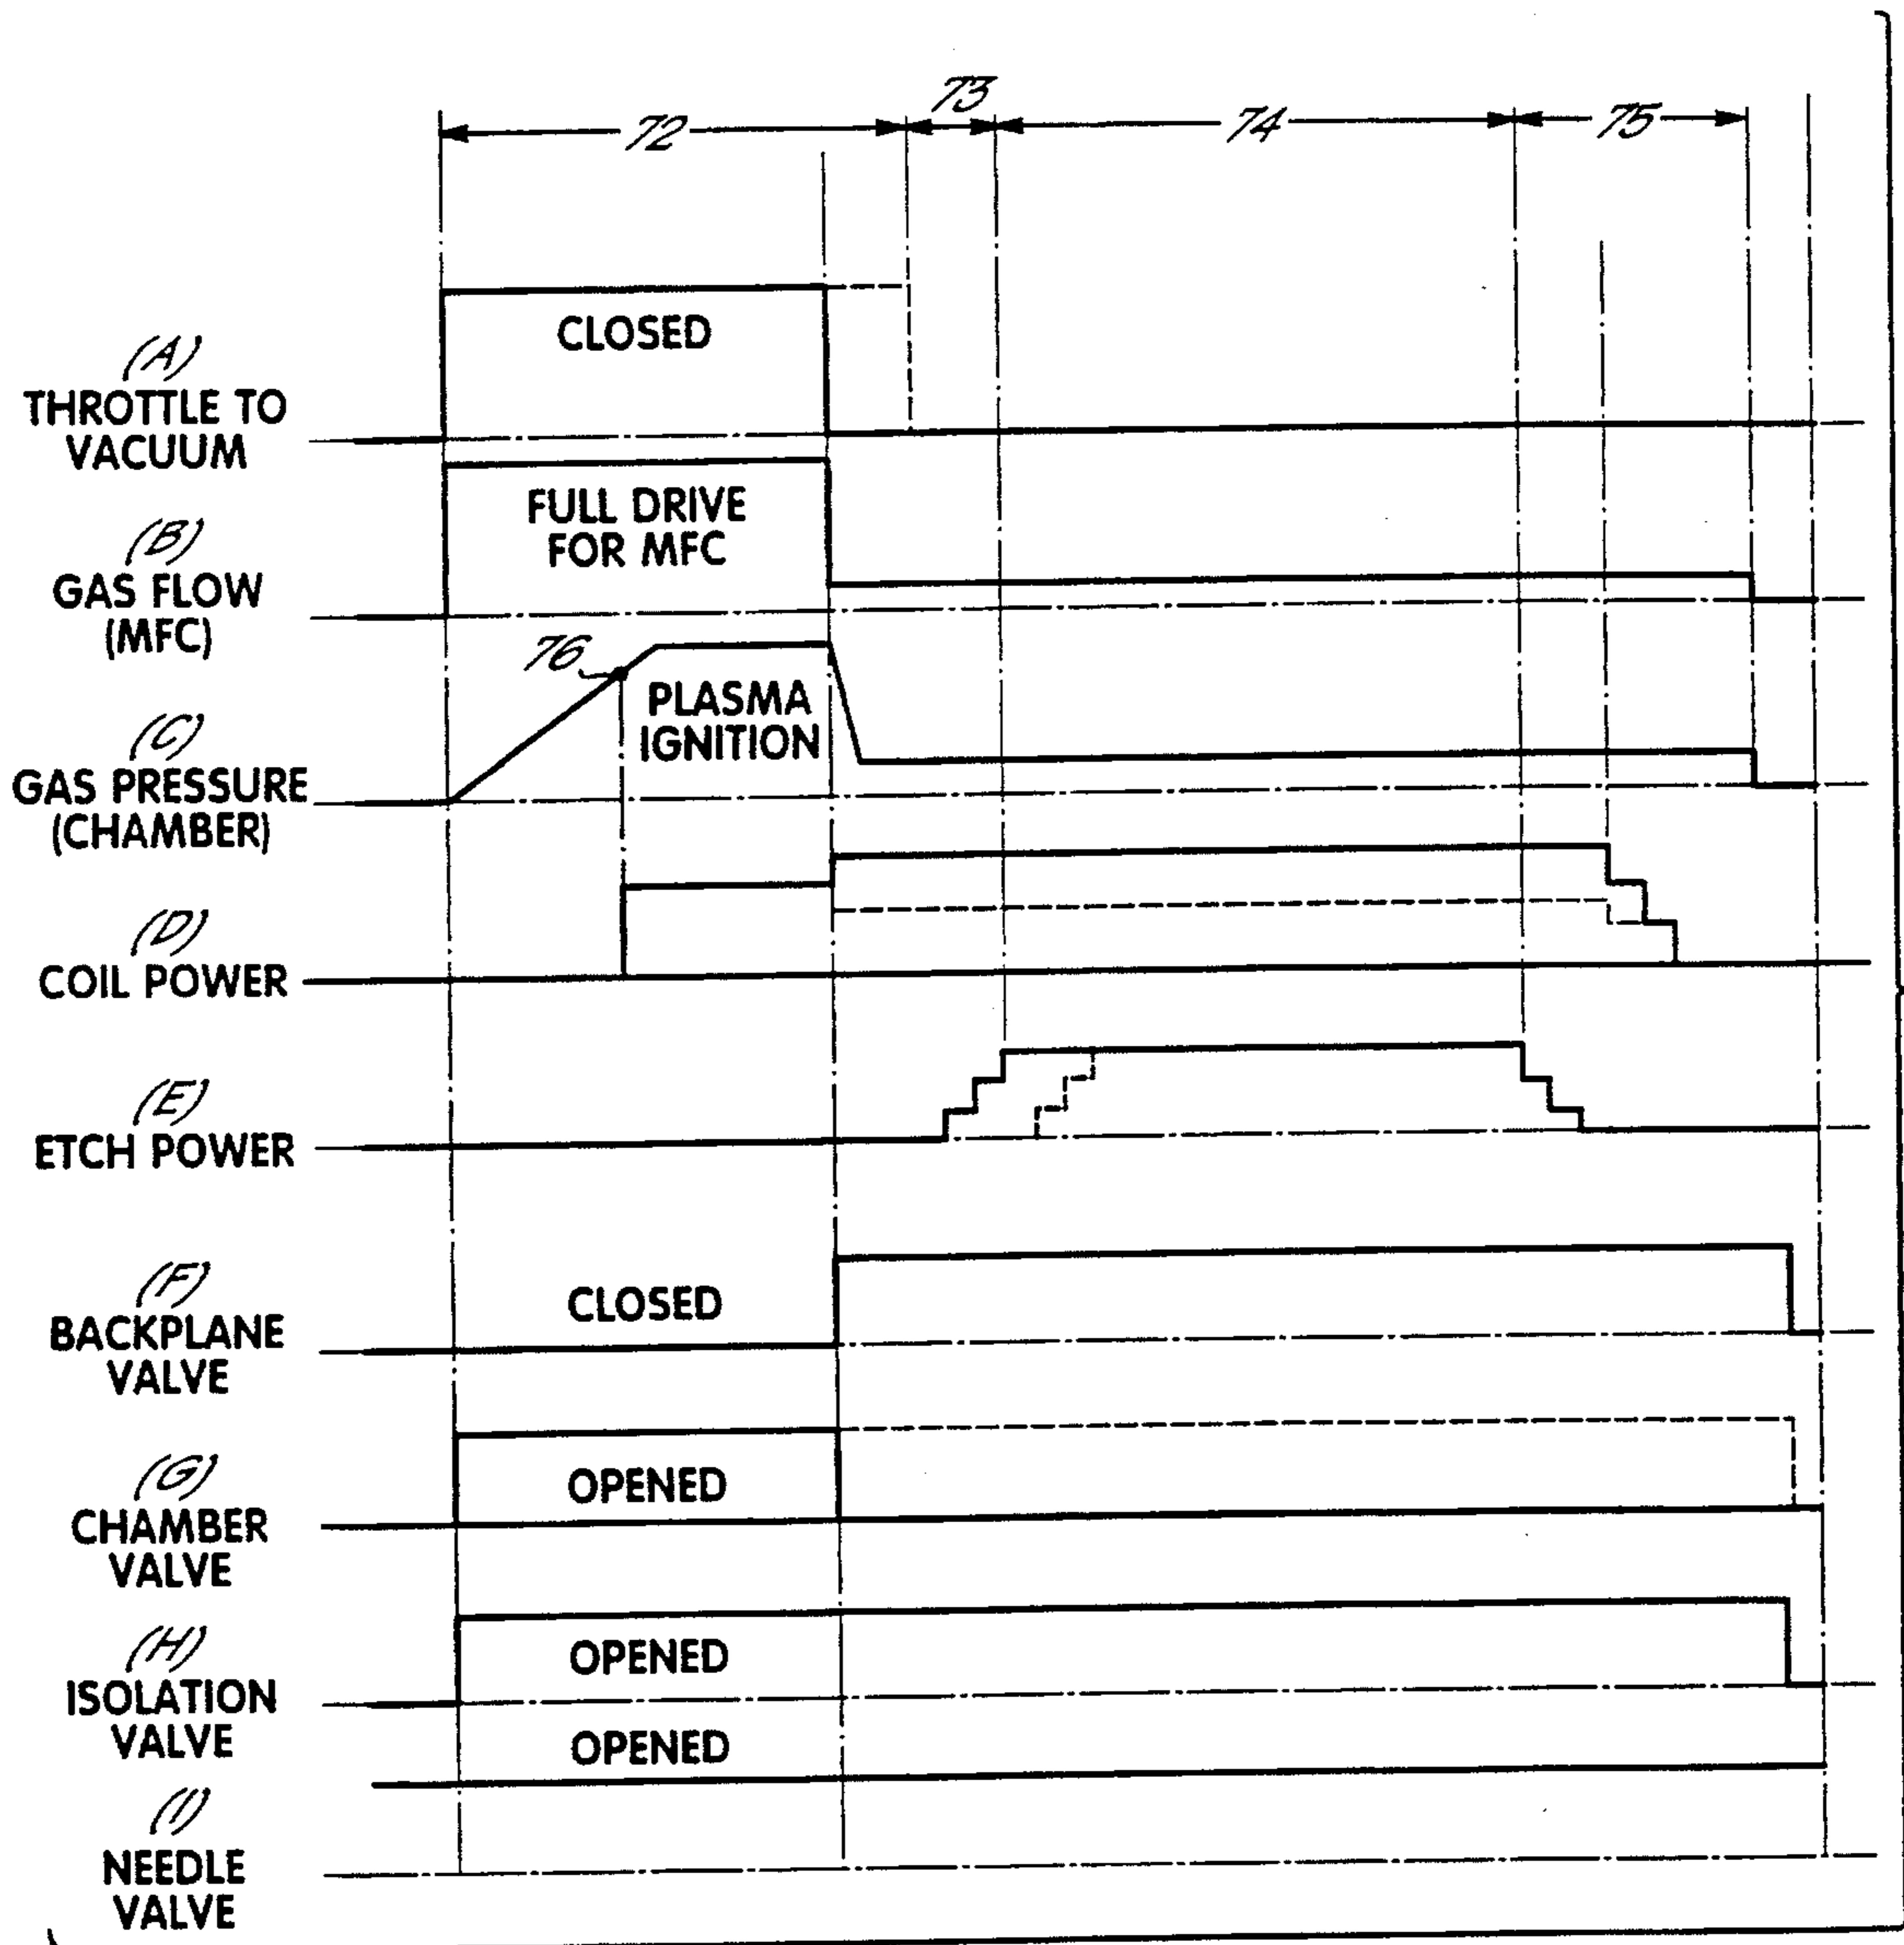 73
72
74
75
CLOSED
(A)
THROTTLE TO
VACUUM
FULL DRIVE
FOR MFC
(B)
GAS FLOW
(MFC)
76
PLASMA
IGNITION
(C)
GAS PRESSURE
(CHAMBER)
(D)
COIL POWER
(E)
ETCH POWER
CLOSED
(F)
BACKPLANE
VALVE
OPENED
(G)
CHAMBER
VALVE
OPENED
(H)
ISOLATION
VALVE
OPENED
(I)
NEEDLE
VALVE